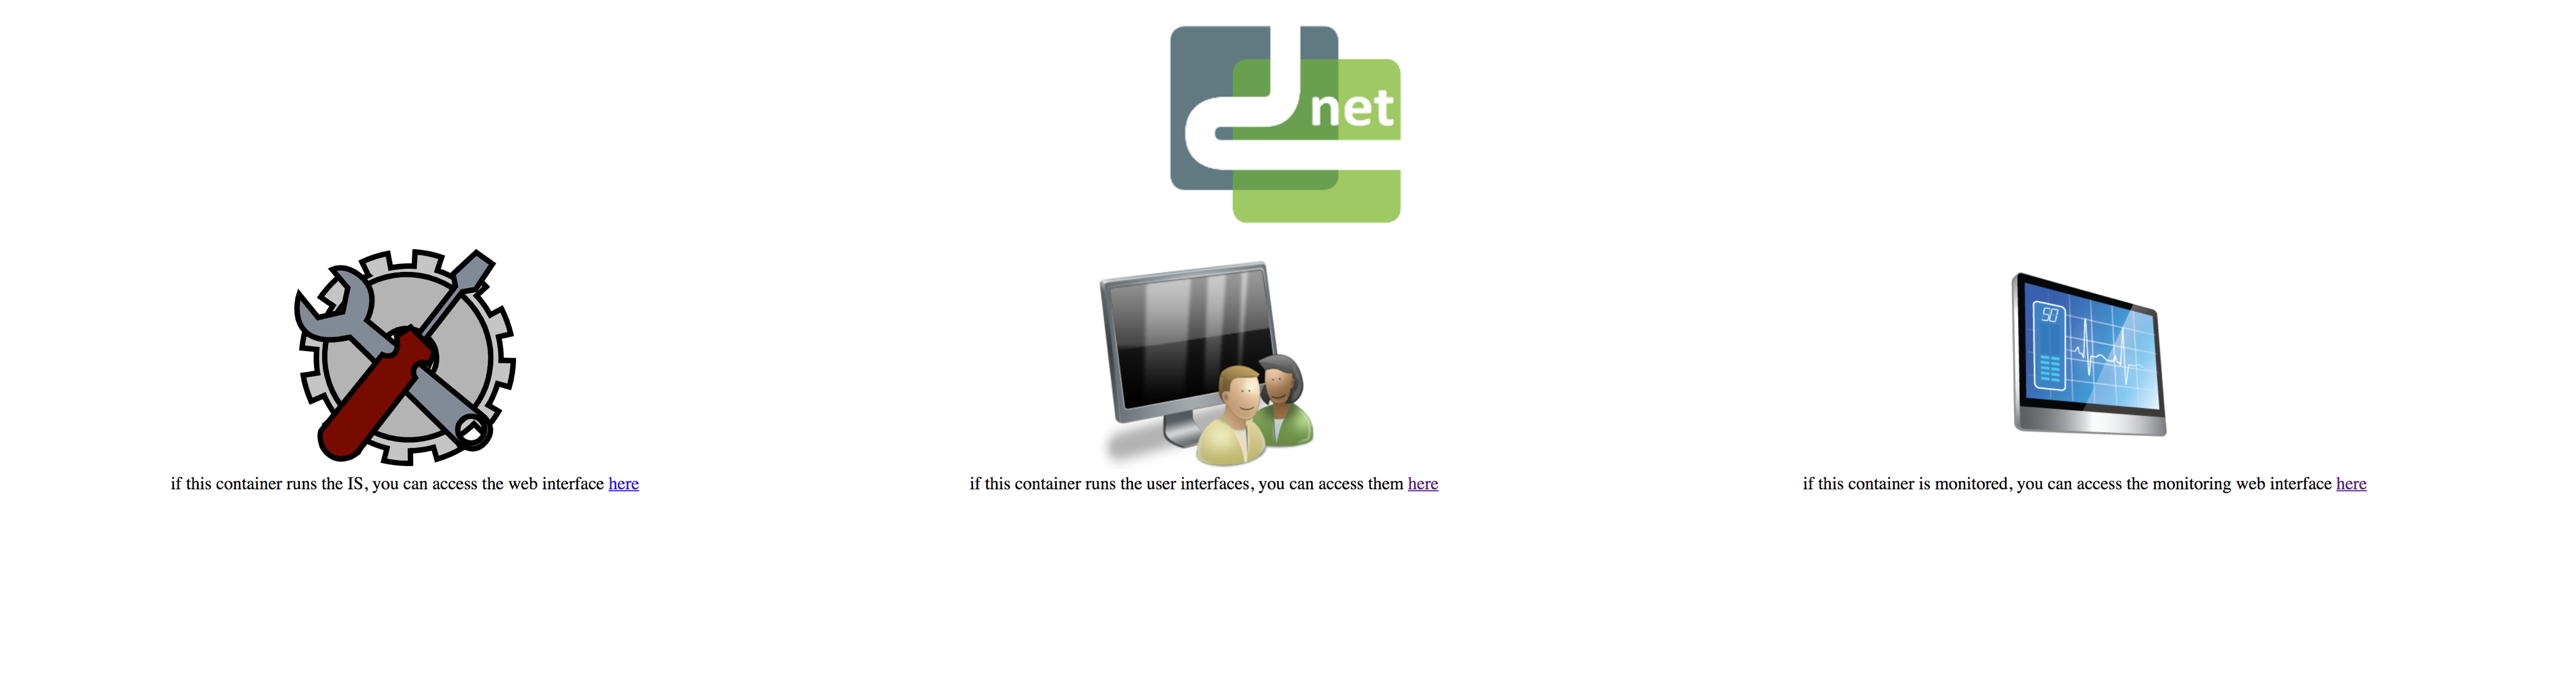 net
if this container runs the IS, you can access the web interface here
if this container runs the user interfaces, you can access them here
50
if this container is monitored, you can access the monitoring web interface here